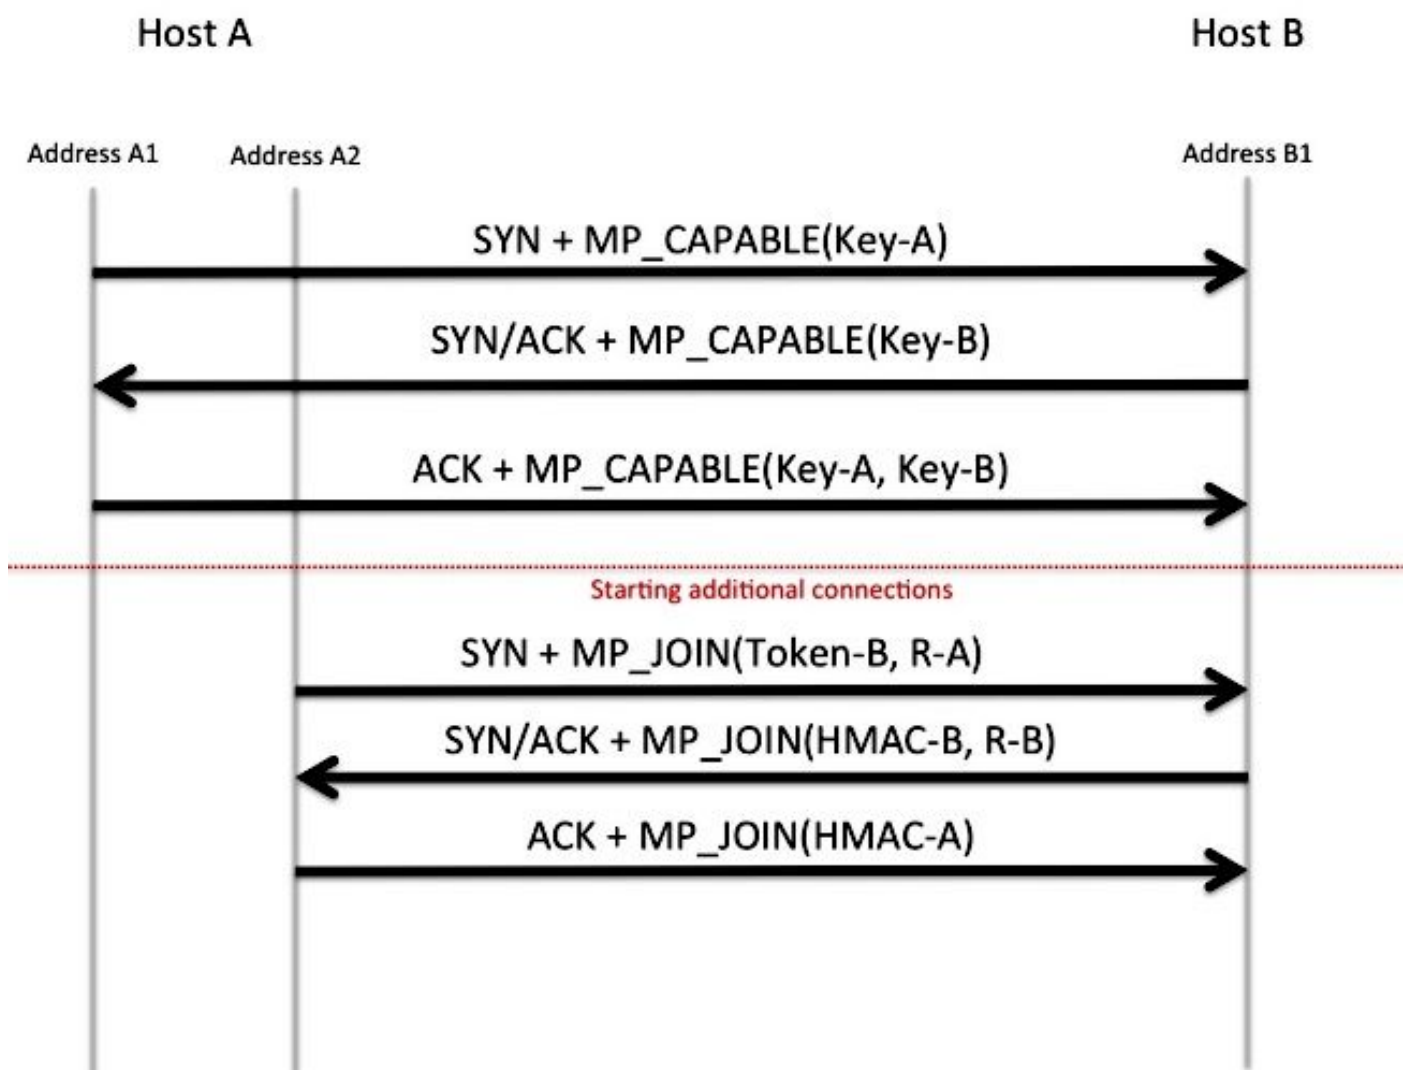 Host A
Host B
Address A1
Address A2
Address B1
SYN + MP_CAPABLE(Key-A)
SYN/ACK + MP_CAPABLE(Key-B)
ACK + MP_CAPABLE(Key-A, Key-B)
Starting additional connections
SYN + MP_JOIN(Token-B, R-A)
SYN/ACK + MP_JOIN(HMAC-B, R-B)
ACK + MP_JOIN(HMAC-A)